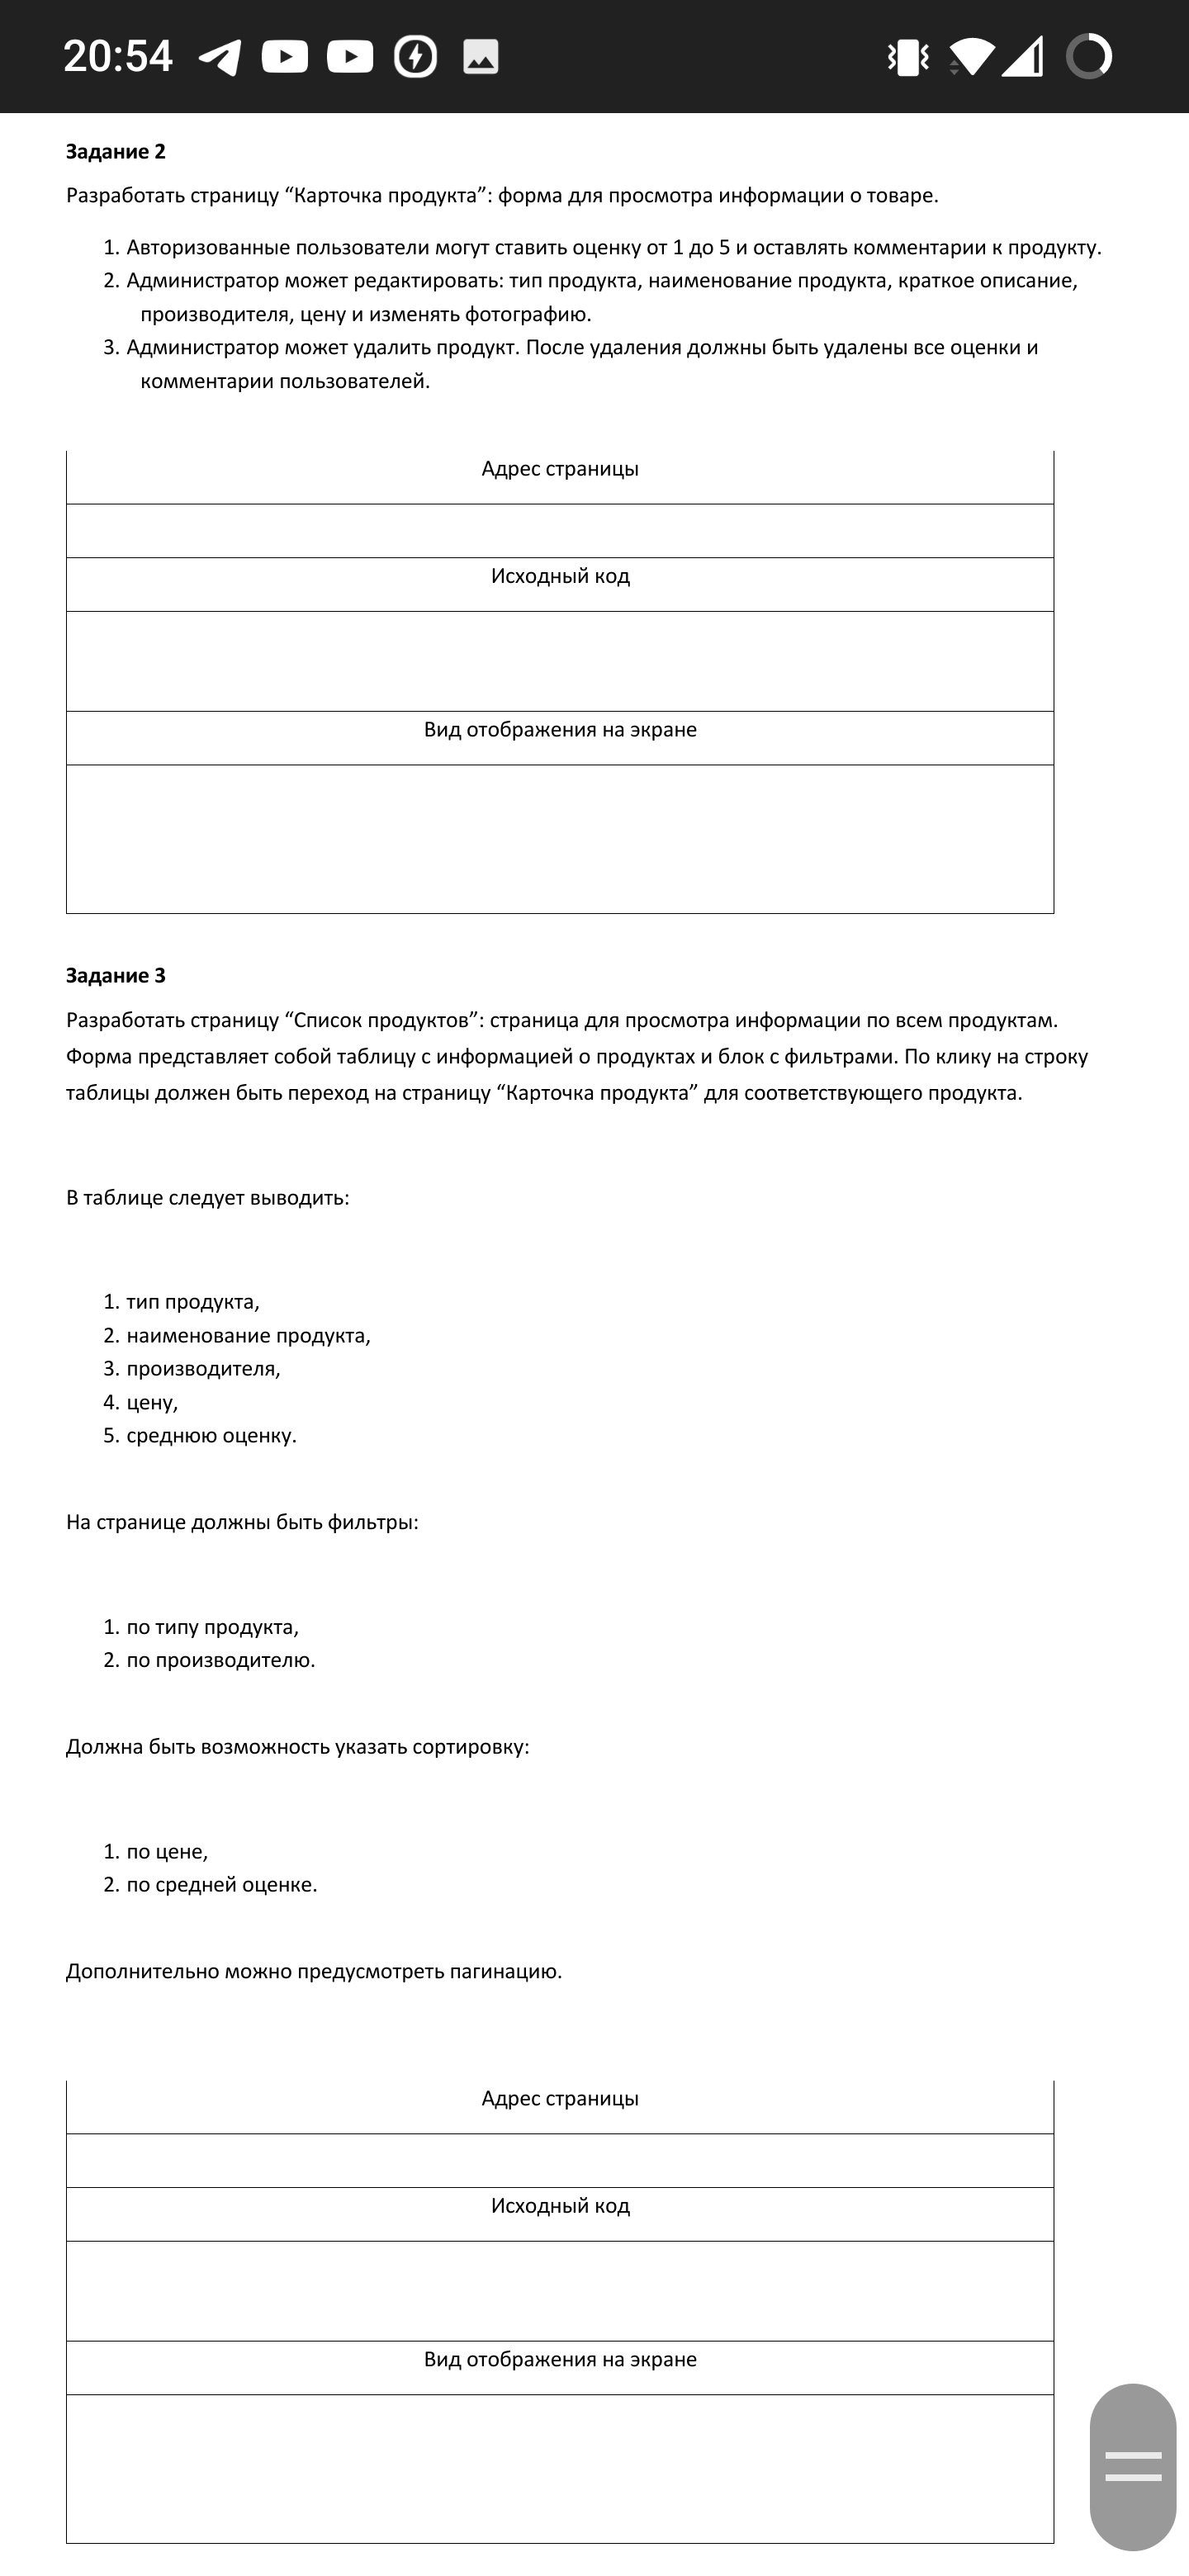 20:54
Задание 2
Разработать страницу “Карточка продукта”: форма для просмотра информации о товаре.
1. Авторизованные пользователи могут ставить оценку от 1 до 5 и оставлять комментарии к продукту.
2. Администратор может редактировать: тип продукта, наименование продукта, краткое описание,
производителя, цену и изменять фотографию.
3. Администратор может удалить продукт. После удаления должны быть удалены все оценки и
комментарии пользователей.
Адрес страницы
Исходный код
Вид отображения на экране
Задание 3
Разработать страницу “Список продуктов”: страница для просмотра информации по всем продуктам.
Форма представляет собой таблицу с информацией о продуктах и блок с фильтрами. По клику на строку
таблицы должен быть переход на страницу “Карточка продукта” для соответствующего продукта.
В таблице следует выводить:
1. тип продукта,
2. наименование продукта,
3. производителя,
4. цену,
5. среднюю оценку.
На странице должны быть фильтры:
1. по типу продукта,
2. по производителю.
Должна быть возможность указать сортировку:
1. по цене,
2. по средней оценке.
Дополнительно можно предусмотреть пагинацию.
Адрес страницы
Исходный код
Вид отображения на экране